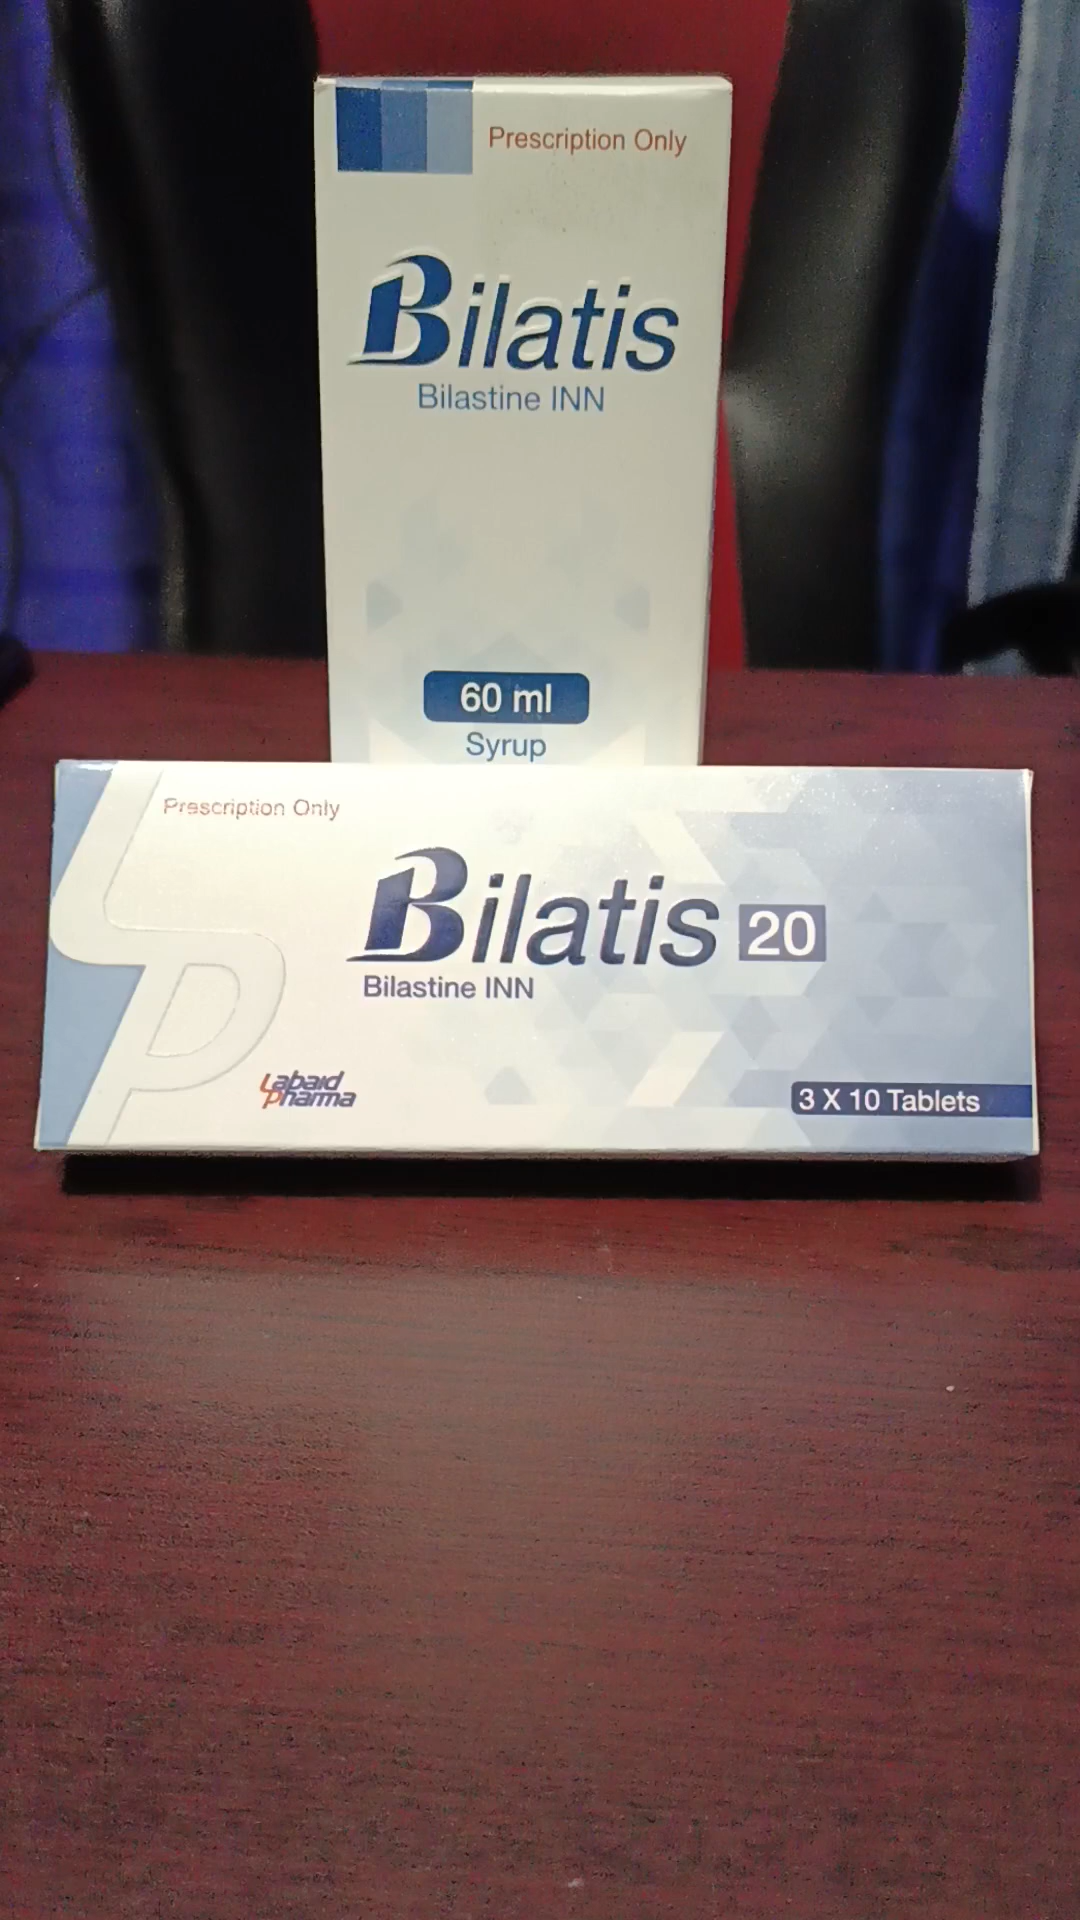 Prescription Only
Bilatis
Bilastine INN
60 ml
Syrup
Prescription Only
Bilatis 20
Bilastine INN
Labaid
Pharma
3 X 10 Tablets